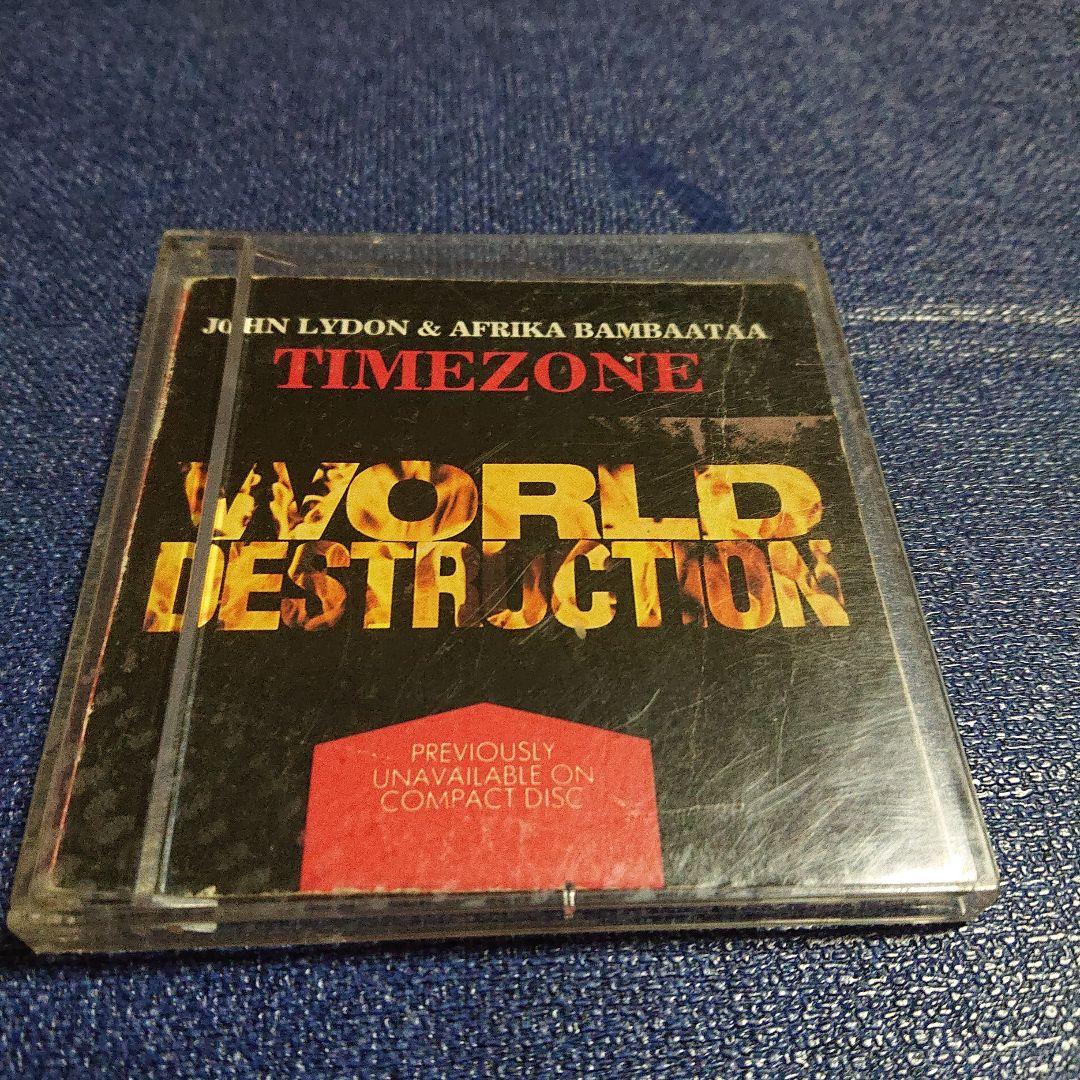 JOHN LYDON & AFRIKA BAMBAATAA
TIMEZONE
WORLD
DESTRUCTION
PREVIOUSLY
UNAVAILABLE ON
COMPACT DISC